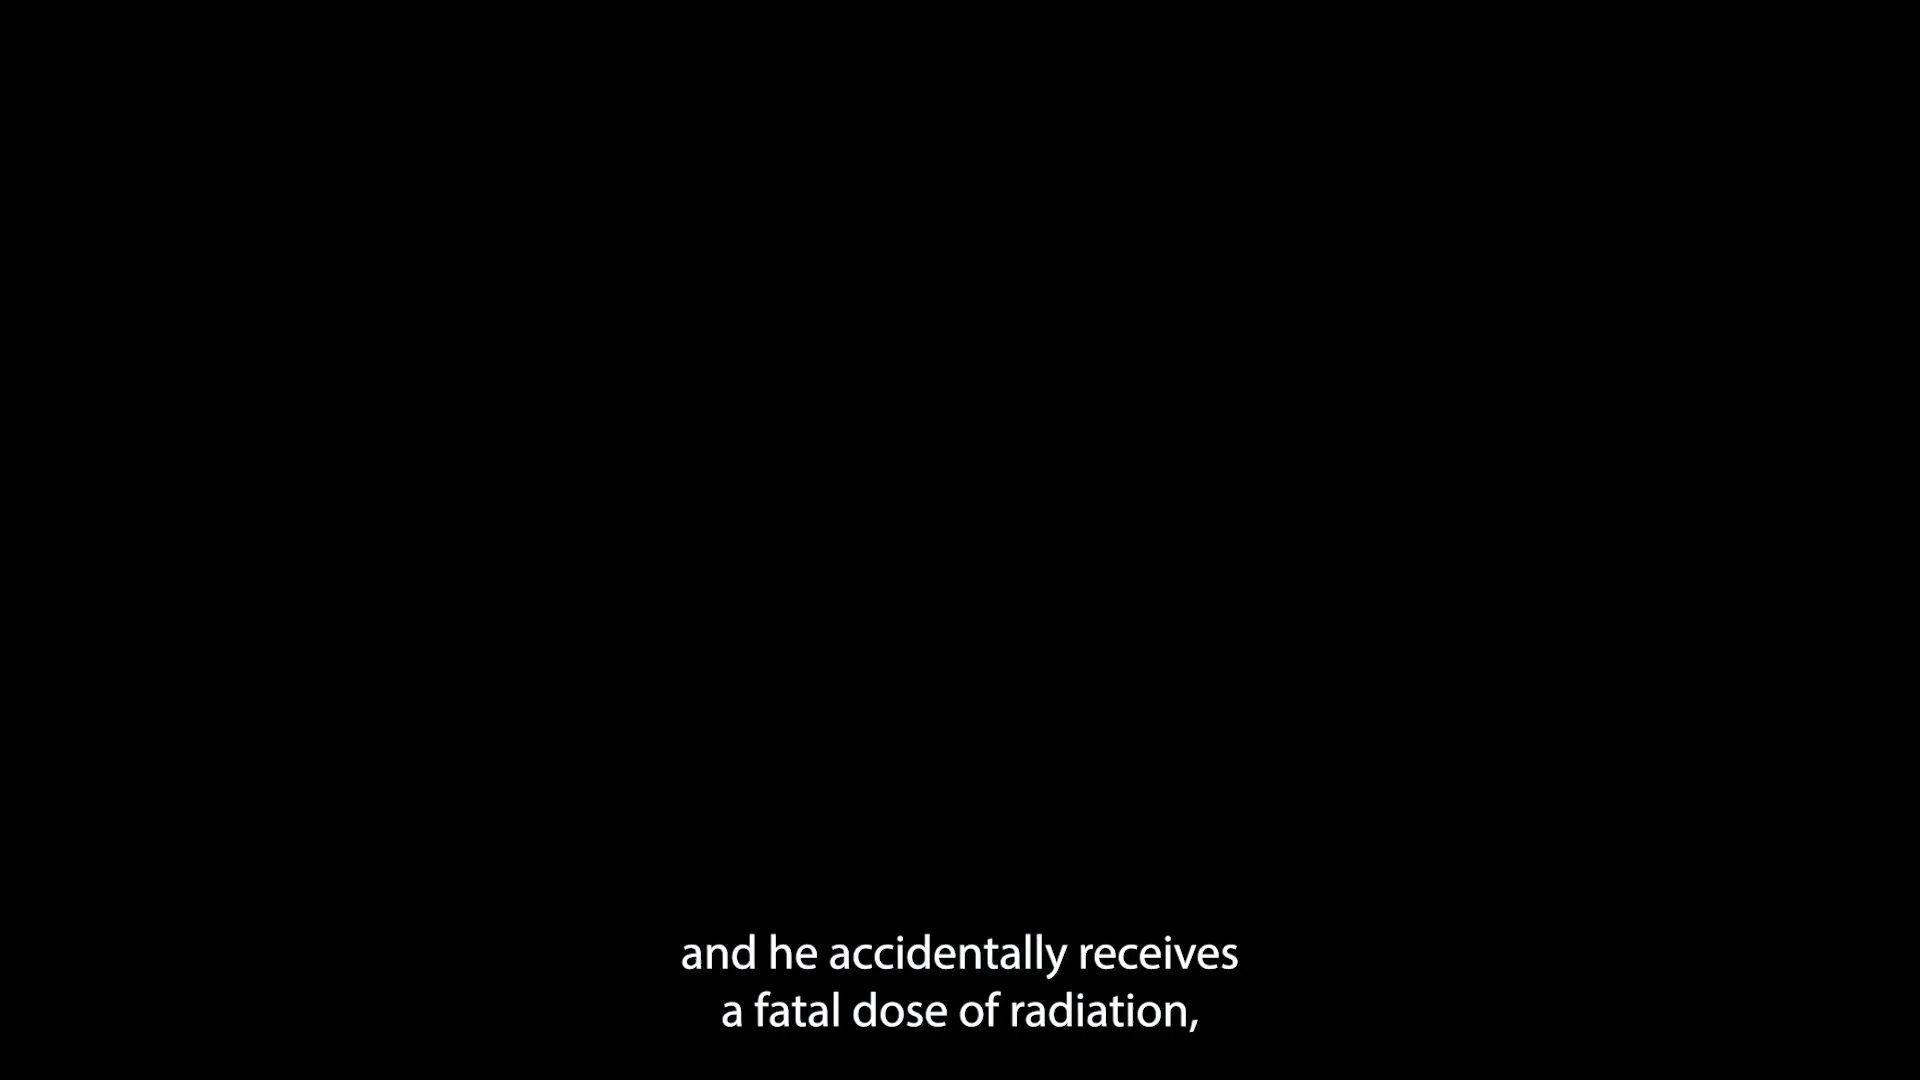 and he accidentally receives
a fatal dose of radiation,